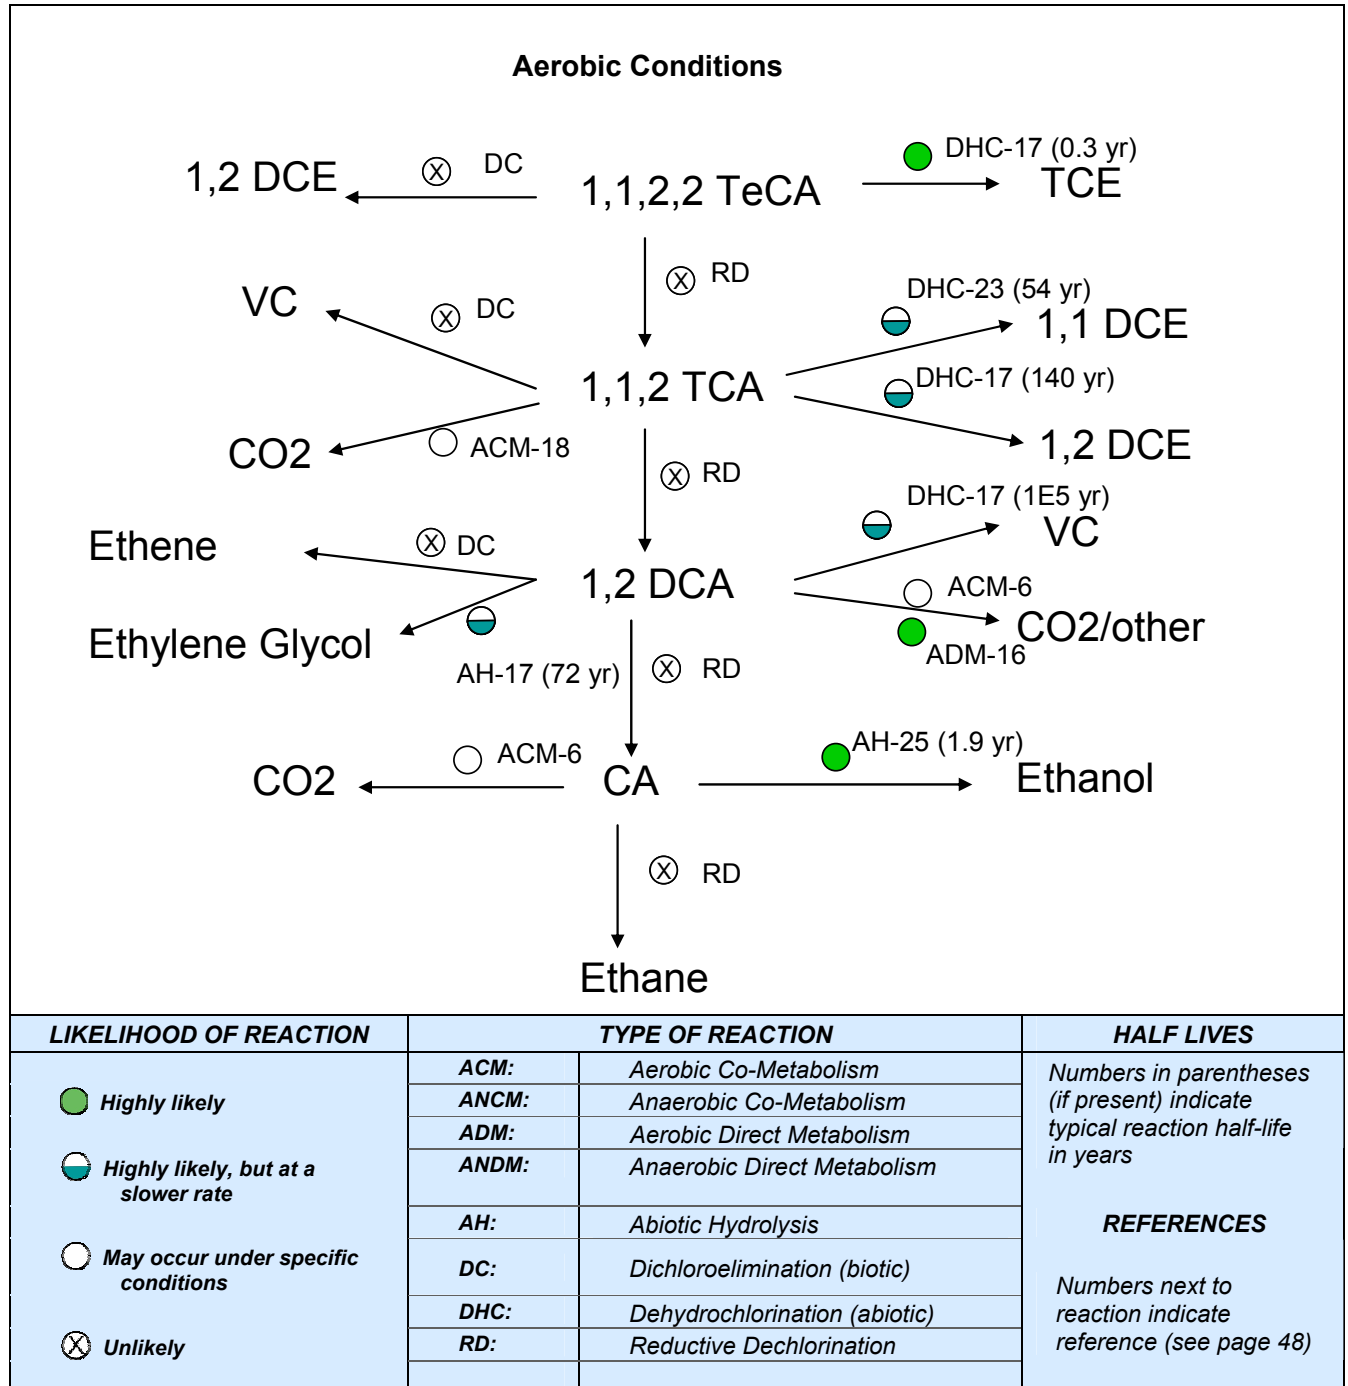 Aerobic Conditions
1,2 DCE
X
DC
1,1,2,2 TeCA
DHC-17 (0.3 yr)
TCE
X
RD
VC
X
DC
DHC-23 (54 yr)
1,1 DCE
1,1,2 TCA
DHC-17 (140 yr)
CO2
ACM-18
1,2 DCE
X
RD
DHC-17 (1E5 yr)
VC
Ethene
X
DC
1,2 DCA
ACM-6
CO2/other
ADM-16
Ethylene Glycol
AH-17 (72 yr)
X
RD
CO2
ACM-6
CA
AH-25 (1.9 yr)
Ethanol
X
RD
Ethane
LIKELIHOOD OF REACTION
Highly likely
Highly likely, but at a
slower rate
May occur under specific
conditions
X
Unlikely
TYPE OF REACTION
ACM: Aerobic Co-Metabolism
ANCM: Anaerobic Co-Metabolism
ADM: Aerobic Direct Metabolism
ANDM: Anaerobic Direct Metabolism
AH: Abiotic Hydrolysis
DC: Dichloroelimination (biotic)
DHC: Dehydrochlorination (abiotic)
RD: Reductive Dechlorination
HALF LIVES
Numbers in parentheses
(if present) indicate
typical reaction half-life
in years
REFERENCES
Numbers next to
reaction indicate
reference (see page 48)